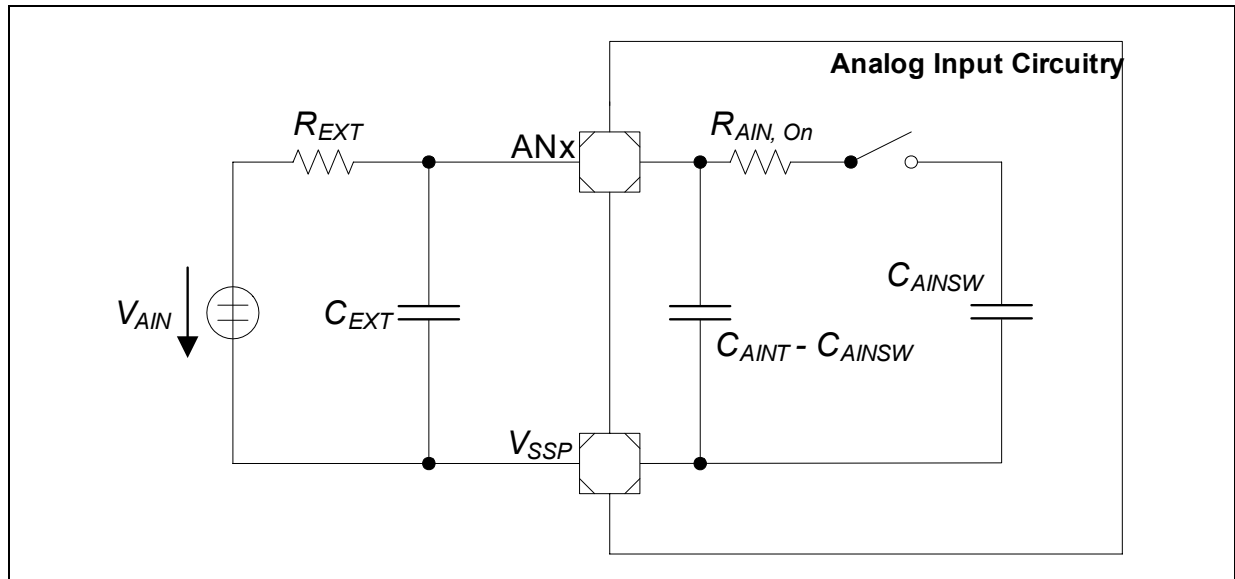 Analog Input Circuitry
R_EXT
ANx
R_AIN, On
V_AIN
C_EXT
C_AINSW
C_AINT - C_AINSW
V_SSP